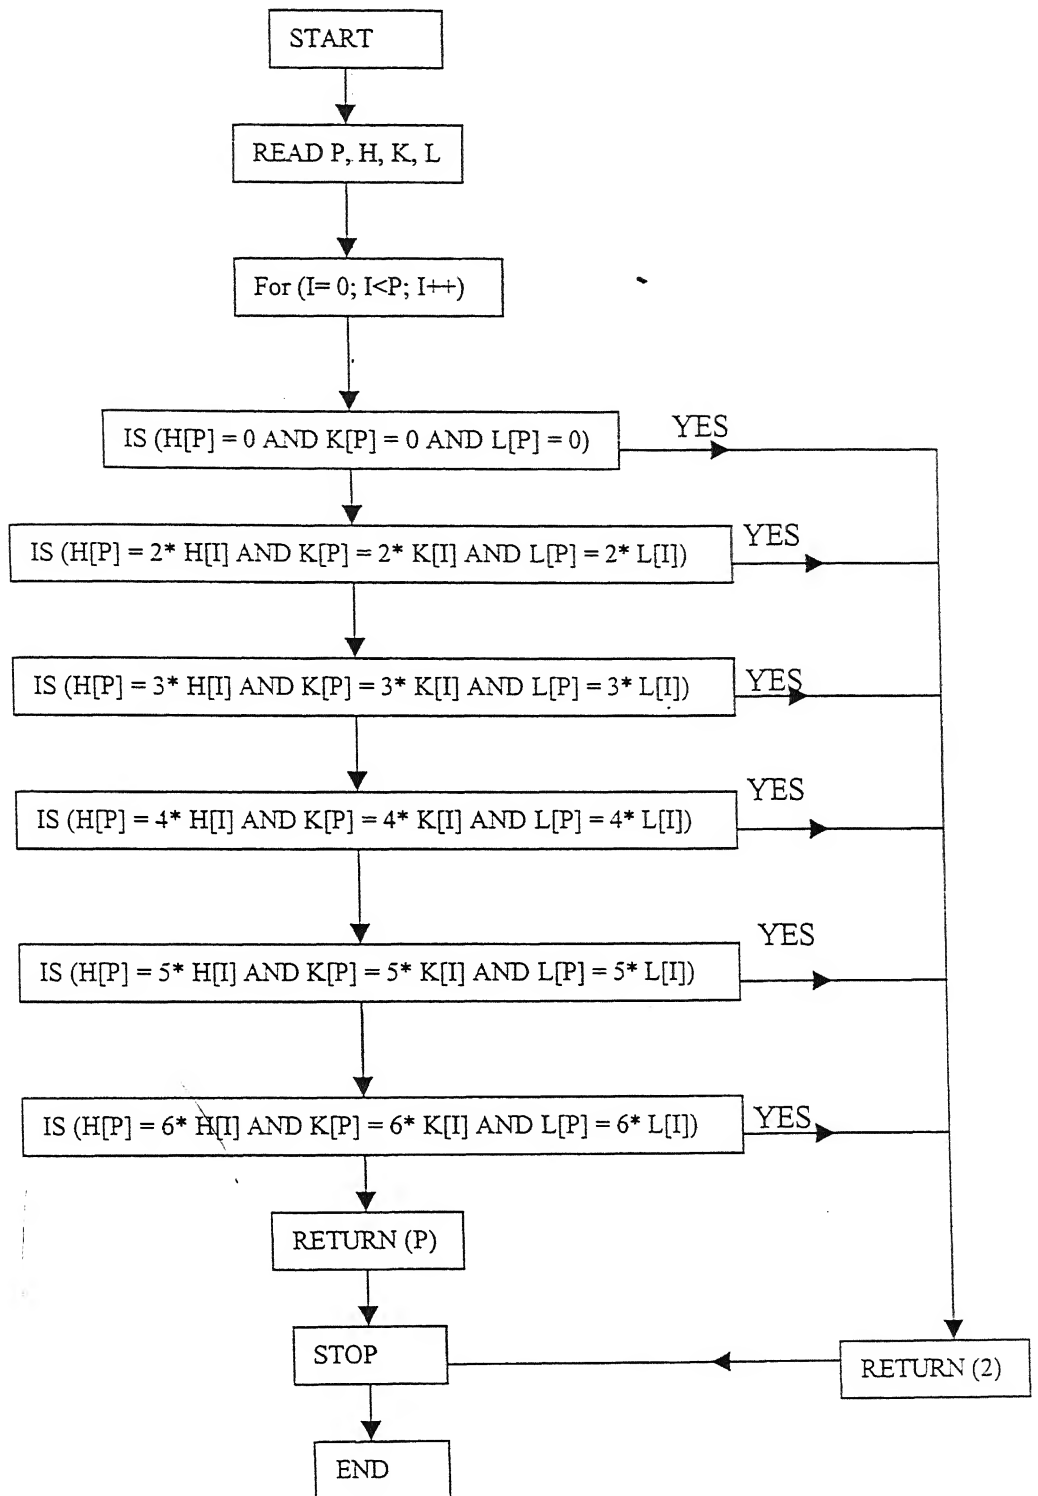 START
READ P, H, K, L
For (I= 0; I<P; I++)
IS (H[P] = 0 AND K[P] = 0 AND L[P] = 0)
YES
IS (H[P] = 2* H[I] AND K[P] = 2* K[I] AND L[P] = 2* L[I])
YES
IS (H[P] = 3* H[I] AND K[P] = 3* K[I] AND L[P] = 3* L[I])
YES
IS (H[P] = 4* H[I] AND K[P] = 4* K[I] AND L[P] = 4* L[I])
YES
IS (H[P] = 5* H[I] AND K[P] = 5* K[I] AND L[P] = 5* L[I])
YES
IS (H[P] = 6* H[I] AND K[P] = 6* K[I] AND L[P] = 6* L[I])
YES
RETURN (P)
STOP
RETURN (2)
END